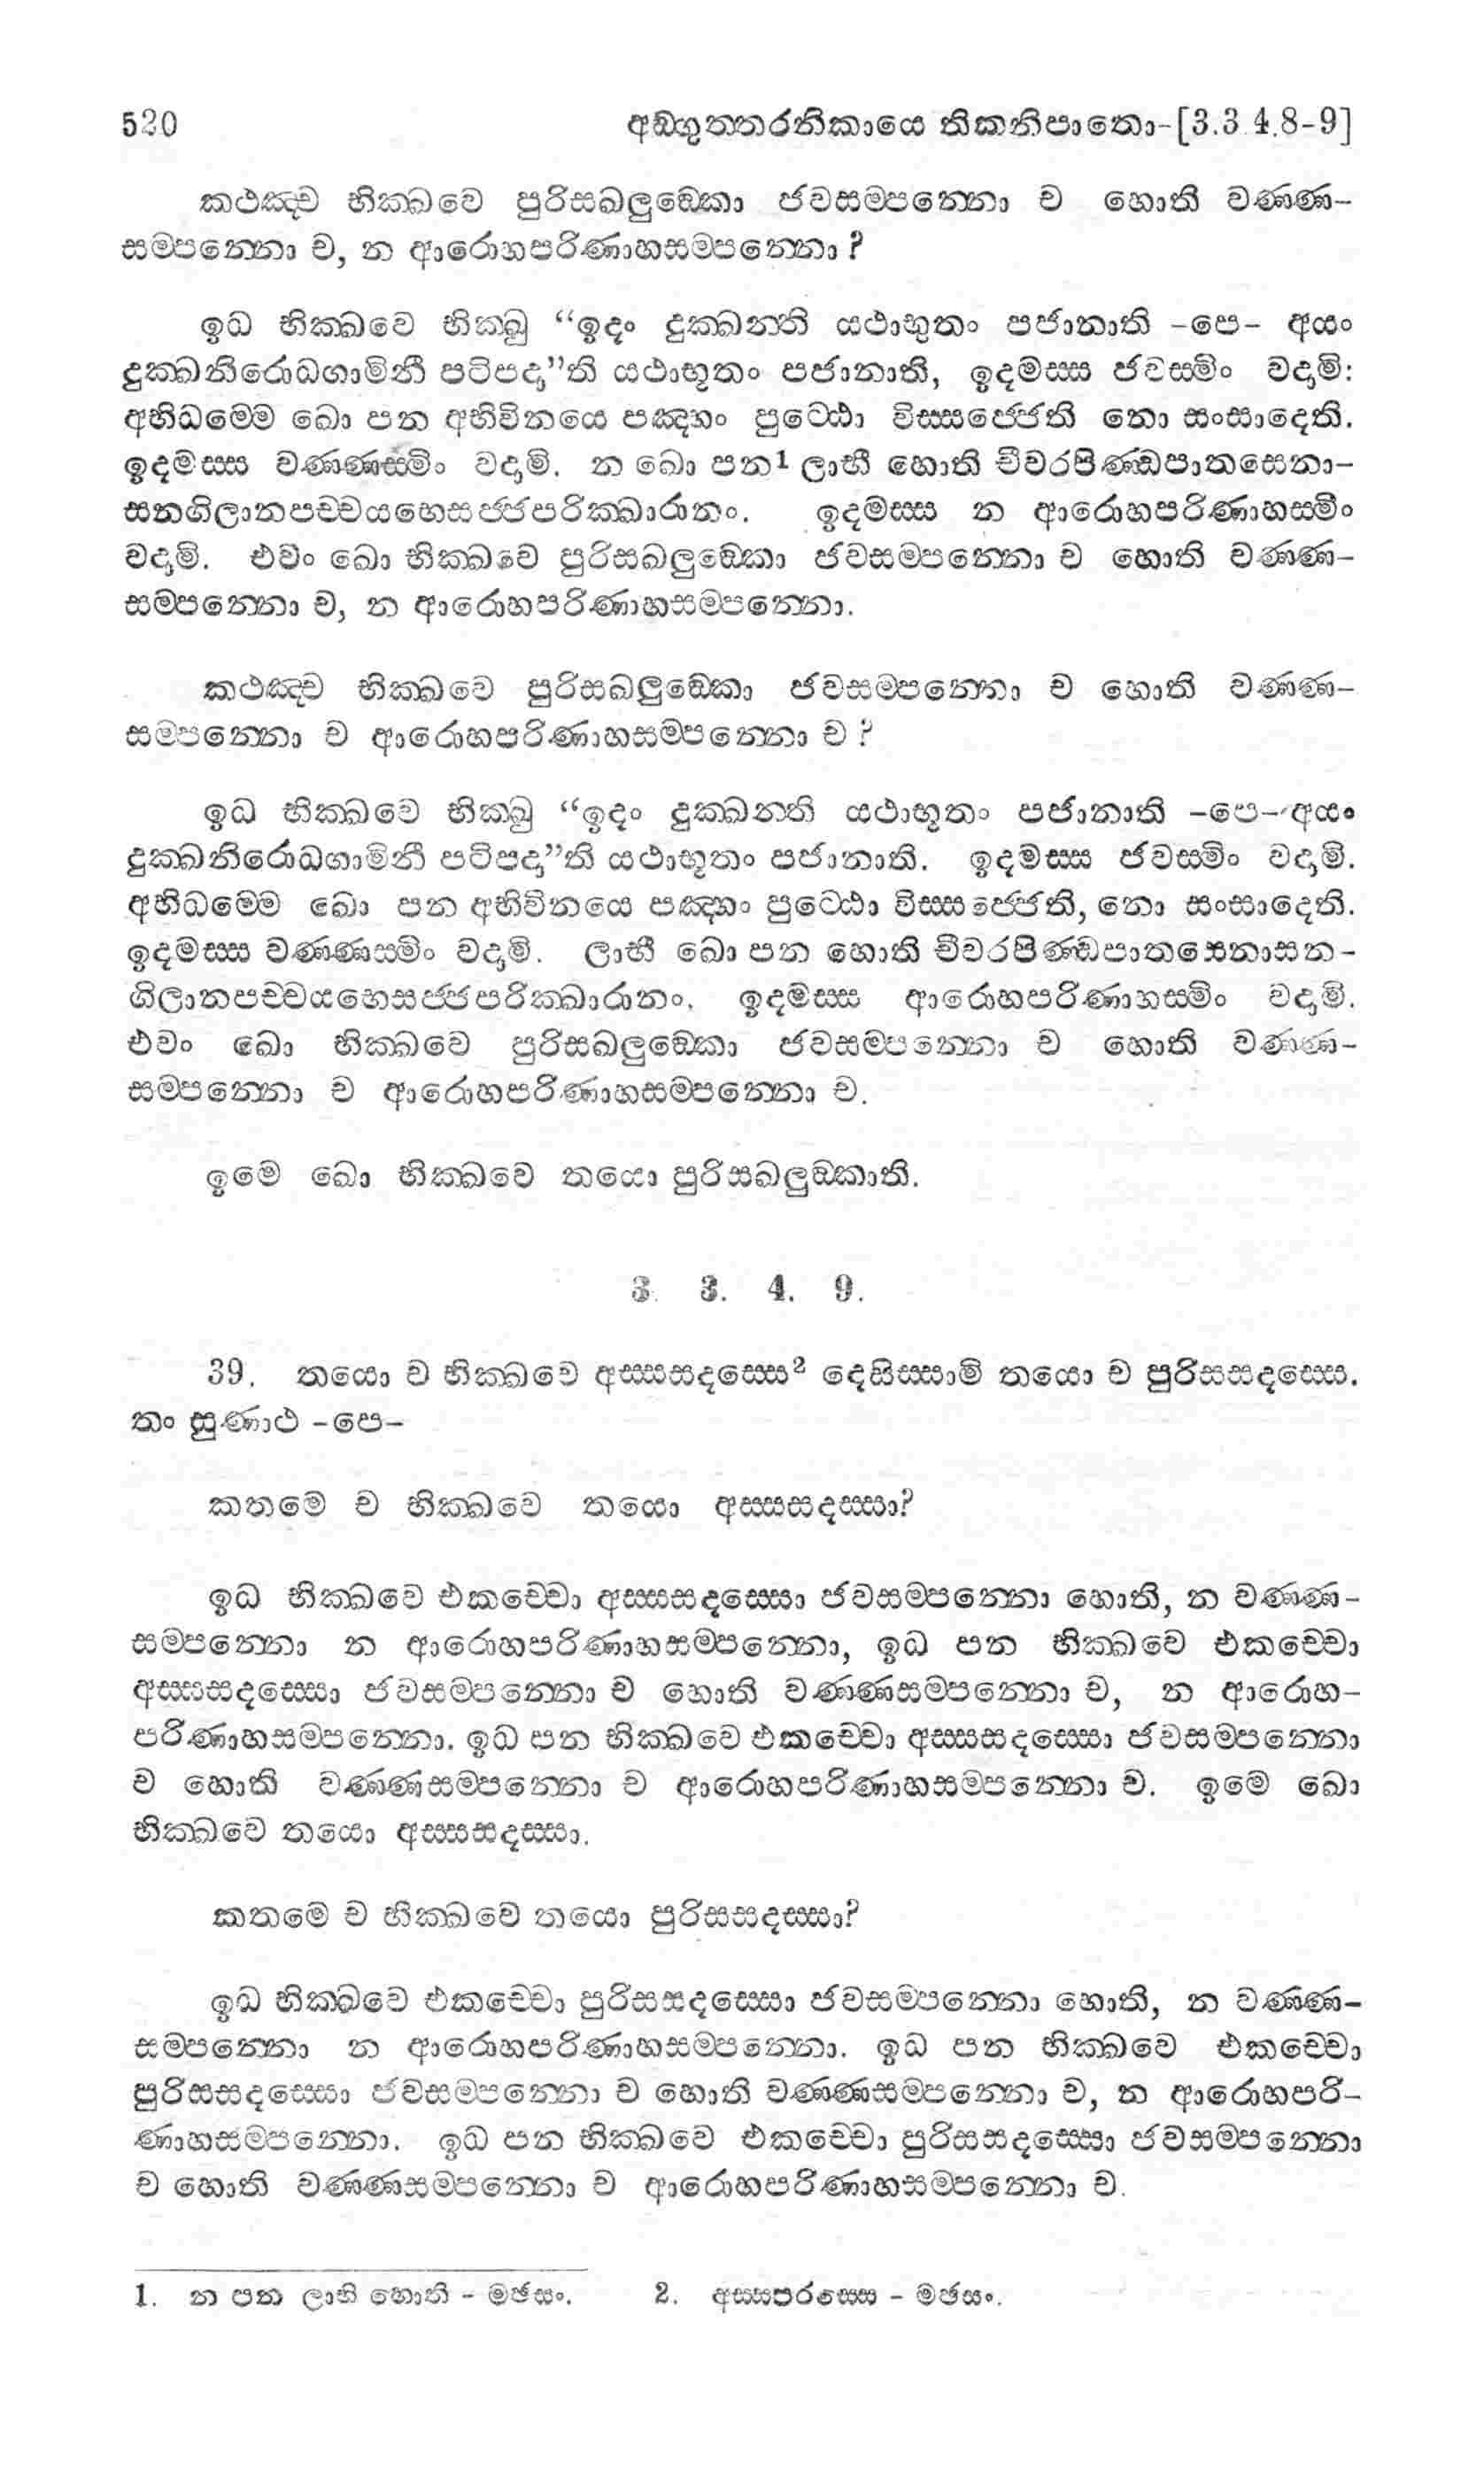 520 අඞ්ගුත්තරනිකායෙ තිකනිපාතො-[3.3 4.8-9]
කථඤ්ච භික්ඛවෙ පුරිසඛලුඞ්කො ජවසම්පන්නො ච හොති වණ්ණ-
සම්පන්නො ච, න ආරොහපරිණාහසම්පන්නො ?
ඉධ භික්ඛවෙ භික්ඛු “ඉදං දුක්ඛන්ති යථාභුතං පජානාති -පෙ- අයං
දුක්ඛනිරොධගාමිනී පටිපදා”ති යථාභූතං පජානාති, ඉදමස්ස ජවස්මිං වදාමි:
අභිධම්මෙ ඛො පන අභිවිනයෙ පඤ්හං පුට්ඨො විස්සජ්ජෙති නො සංසාදෙති.
ඉදමස්ස වණ්ණස්මිං වදාමි. න ඛො පන1 ලාභී හොති චීවරපිණ්ඩපාතසෙනා-
සනගිලානපච්චයභෙසජ්ජපරික්ඛාරානං. ඉදමස්ස න ආරොහපරිණාහස්මිං
වදාමි. එවං ඛො භික්ඛවෙ පුරිසඛලුඞ්කො ජවසම්පන්නො ච හොති වණ්ණ-
සම්පන්නො ච, න ආරොහපරිණාහසම්පන්නො.
කථඤ්ච භික්ඛවෙ පුරිසඛලුඞ්කො ජවසම්පන්නො ච හොති වණ්ණ-
සම්පන්නො ච ආරොහපරිණාහසම්පන්නො ච ?
ඉධ භික්ඛවෙ භික්ඛු “ඉදං දුක්ඛන්ති යථාභූතං පජානාති -පෙ- අයං
දුක්ඛනිරොධගාමිනී පටිපදා”ති යථාභූතං පජානාති. ඉදමස්ස ජවස්මිං වදාමි.
අභිධම්මෙ ඛො පන අභිවිනයෙ පඤ්හං පුට්ඨො විස්සජ්ජෙති, නො සංසාදෙති.
ඉදමස්ස වණ්ණස්මිං වදාමි. ලාභී ඛො පන හොති චීවරපිණ්ඩපාතසෙනාසන-
ගිලානපච්චයභෙසජ්ජපරික්ඛාරානං, ඉදමස්ස ආරොහපරිණාහස්මිං වදාමි.
එවං ඛො භික්ඛවෙ පුරිසඛලුඞ්කො ජවසම්පන්නො ච හොති වණ්ණ-
සම්පන්නො ච ආරොහපරිණාහසම්පන්නො ච.
ඉමෙ ඛො භික්ඛවෙ තයො පුරිසඛලුඞ්කාති.
3. 3. 4. 9.
39. තයො ච භික්ඛවෙ අස්සසදස්සෙ2 දෙසිස්සාමි තයො ච පුරිසසදස්සෙ.
තං සුණාථ -පෙ-
කතමෙ ච භික්ඛවෙ තයො අස්සසදස්සා?
ඉධ භික්ඛවෙ එකච්චො අස්සසදස්සො ජවසම්පන්නො හොති, න වණ්ණ-
සම්පන්නො න ආරොහපරිණාහසම්පන්නො, ඉධ පන භික්ඛවෙ එකච්චො
අස්සසදස්සො ජවසම්පන්නො ච හොති වණ්ණසම්පන්නො ච, න ආරොහ-
පරිණාහසම්පන්නො. ඉධ පන භික්ඛවෙ එකච්චො අස්සසදස්සො ජවසම්පන්නො
ච හොති වණ්ණසම්පන්නො ච ආරොහපරිණාහසම්පන්නො ච. ඉමෙ ඛො
භික්ඛවෙ තයො අස්සසදස්සා.
කතමෙ ච භික්ඛවෙ තයො පුරිසසදස්සා?
ඉධ භික්ඛවෙ එකච්චො පුරිසසදස්සො ජවසම්පන්නො හොති, න වණ්ණ-
සම්පන්නො න ආරොහපරිණාහසම්පන්නො. ඉධ පන භික්ඛවෙ එකච්චො
පුරිසසදස්සො ජවසම්පන්නො ච හොති වණ්ණසම්පන්නො ච, න ආරොහපරි-
ණාහසම්පන්නො. ඉධ පන භික්ඛවෙ එකච්චො පුරිසසදස්සො ජවසම්පන්නො
ච හොති වණ්ණසම්පන්නො ච ආරොහපරිණාහසම්පන්නො ච.
1. න පන ලාභි හොති - මඡසං. 2. අස්සපරස්සෙ - මඡසං.